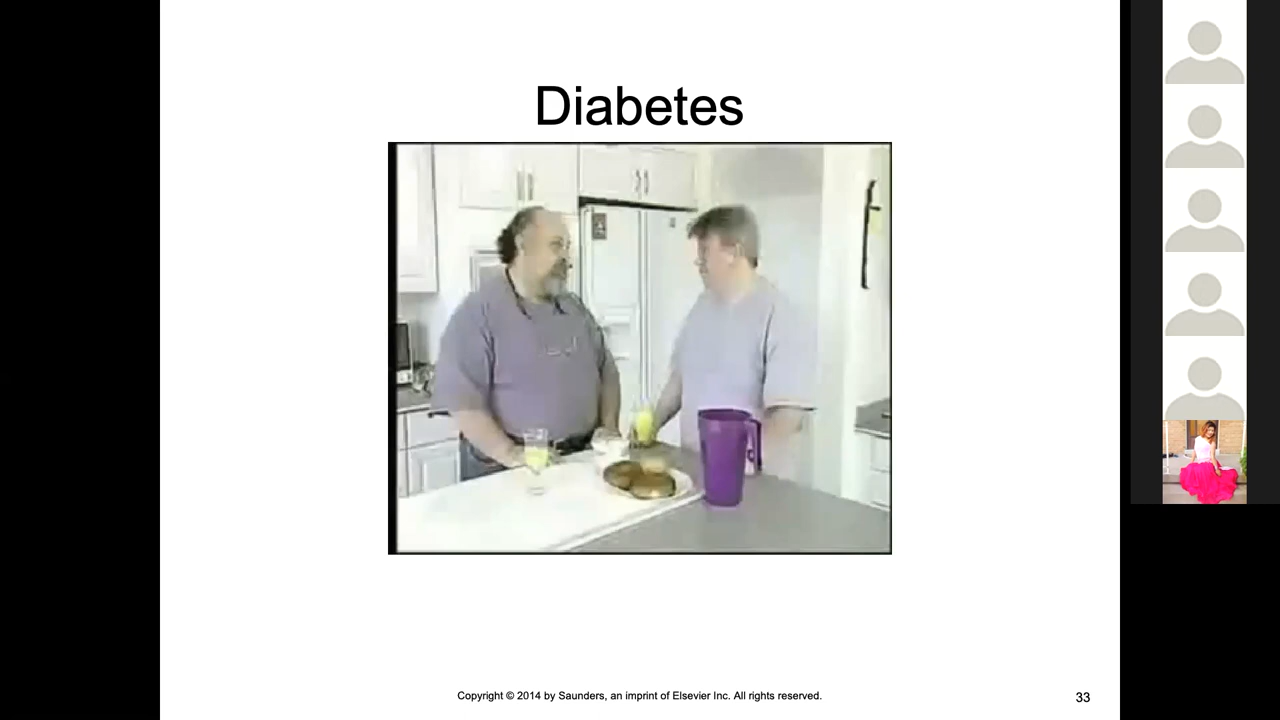 Diabetes
Copyright © 2014 by Saunders, an imprint of Elsevier Inc. All rights reserved.
33